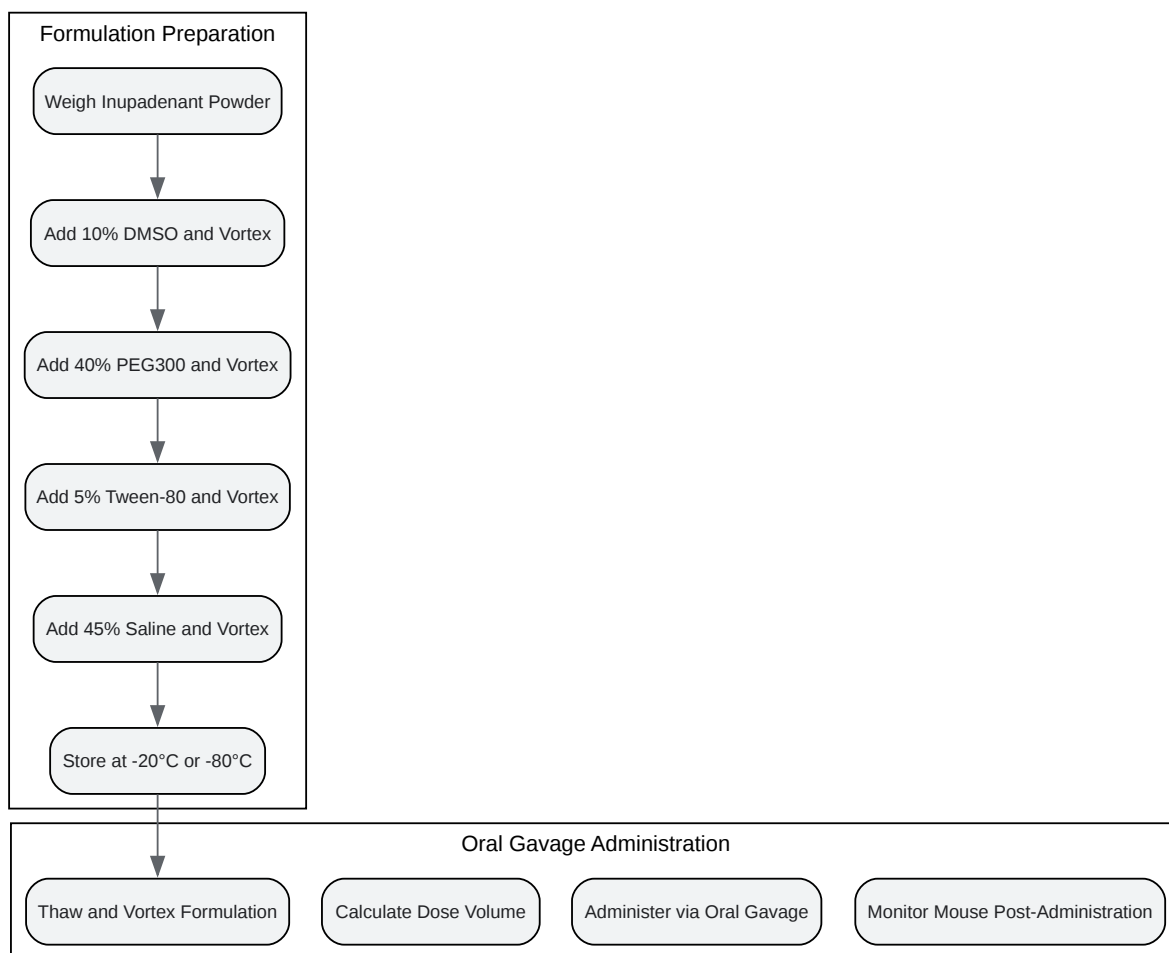 Formulation Preparation
Weigh Inupadenant Powder
Add 10% DMSO and Vortex
Add 40% PEG300 and Vortex
Add 5% Tween-80 and Vortex
Add 45% Saline and Vortex
Store at -20°C or -80°C
Oral Gavage Administration
Thaw and Vortex Formulation
Calculate Dose Volume
Administer via Oral Gavage
Monitor Mouse Post-Administration